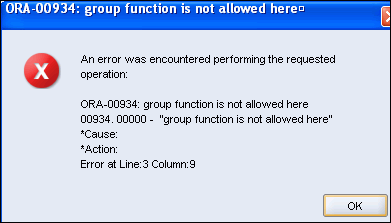 ORA-00934: group function is not allowed here¤
An error was encountered performing the requested
operation:
ORA-00934: group function is not allowed here
00934. 00000 -  "group function is not allowed here"
*Cause:
*Action:
Error at Line:3 Column:9
OK